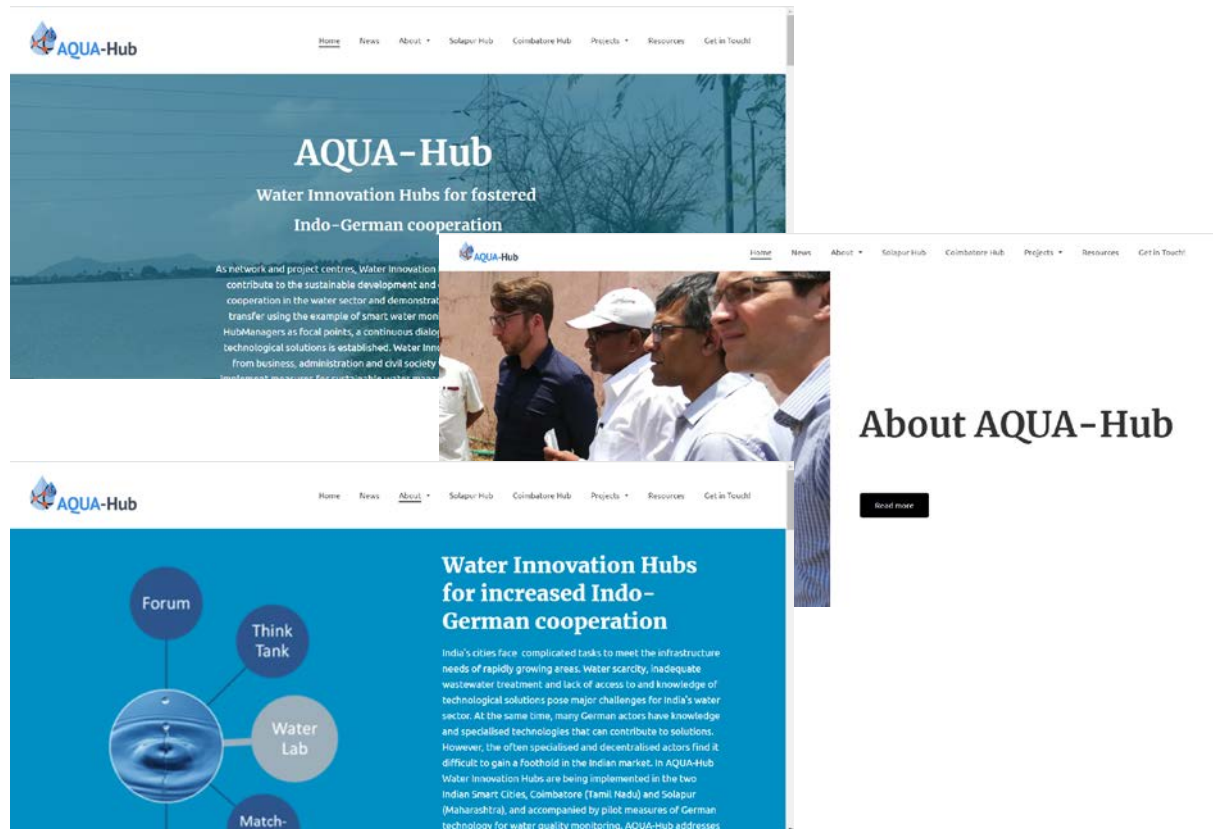 AQUA-Hub
Home News About Solapur Hub Coimbatore Hub Projects Resources Get in Touch!
AQUA-Hub
Water Innovation Hubs for fostered
Indo-German cooperation
As network and project centres, Water Innovation
contribute to the sustainable development and
cooperation in the water sector and demonstrat
transfer using the example of smart water mon
HubManagers as focal points, a continuous dialog
technological solutions is established. Water Inn
from business, administration and civil society
implement measures for sustainable water mana
AQUA-Hub
Home News About Solapur Hub Coimbatore Hub Projects Resources Get in Touch!
About AQUA-Hub
Read more
AQUA-Hub
Home News About Solapur Hub Coimbatore Hub Projects Resources Get in Touch!
Forum
Think
Tank
Water
Lab
Match-
Water Innovation Hubs
for increased Indo-
German cooperation
India's cities face complicated tasks to meet the infrastructure
needs of rapidly growing areas. Water scarcity, inadequate
wastewater treatment and lack of access to and knowledge of
technological solutions pose major challenges for India's water
sector. At the same time, many German actors have knowledge
and specialised technologies that can contribute to solutions.
However, the often specialised and decentralised actors find it
difficult to gain a foothold in the Indian market. In AQUA-Hub
Water Innovation Hubs are being implemented in the two
Indian Smart Cities, Coimbatore (Tamil Nadu) and Solapur
(Maharashtra), and accompanied by pilot measures of German
technology for water quality monitoring. AQUA-Hub addresses